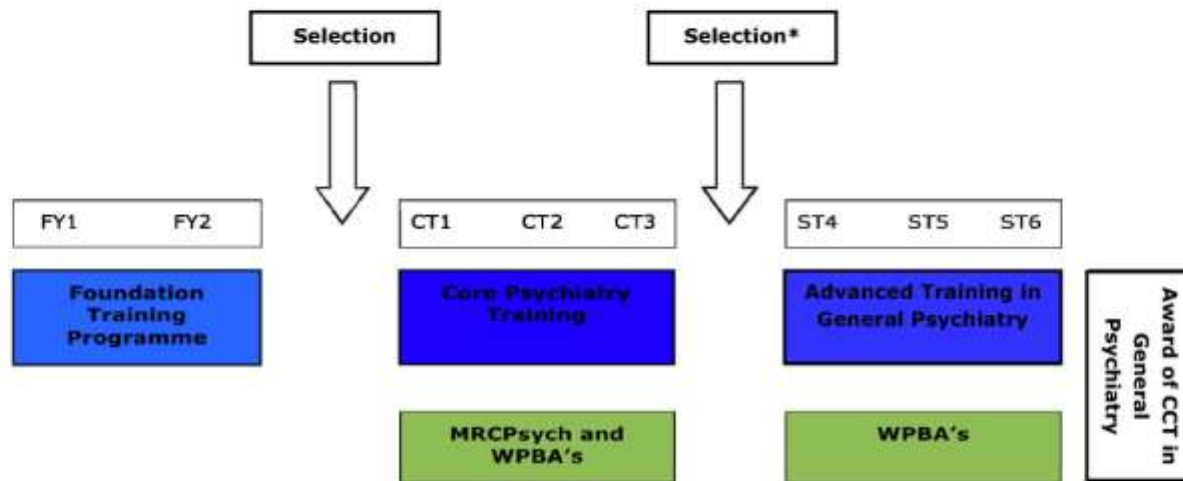 Selection
Selection*
FY1 FY2
CT1 CT2 CT3
ST4 ST5 ST6
Foundation
Training
Programme
Core Psychiatry
Training
Advanced Training in
General Psychiatry
MRCPsych and
WPBA's
WPBA's
Award of CCT in
General
Psychiatry